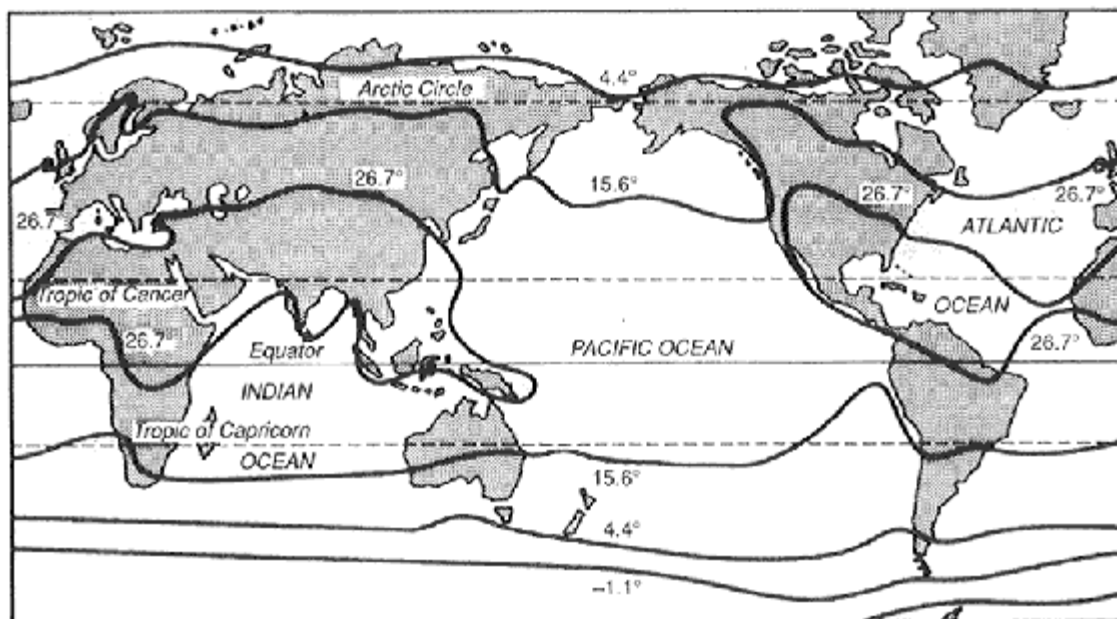 4.4°
Arctic Circle
26.7°
15.6°
26.7°
26.7°
26.7
ATLANTIC
Tropic of Cancer
OCEAN
26.7°
Equator
PACIFIC OCEAN
26.7°
INDIAN
Tropic of Capricorn
OCEAN
15.6°
4.4°
–1.1°